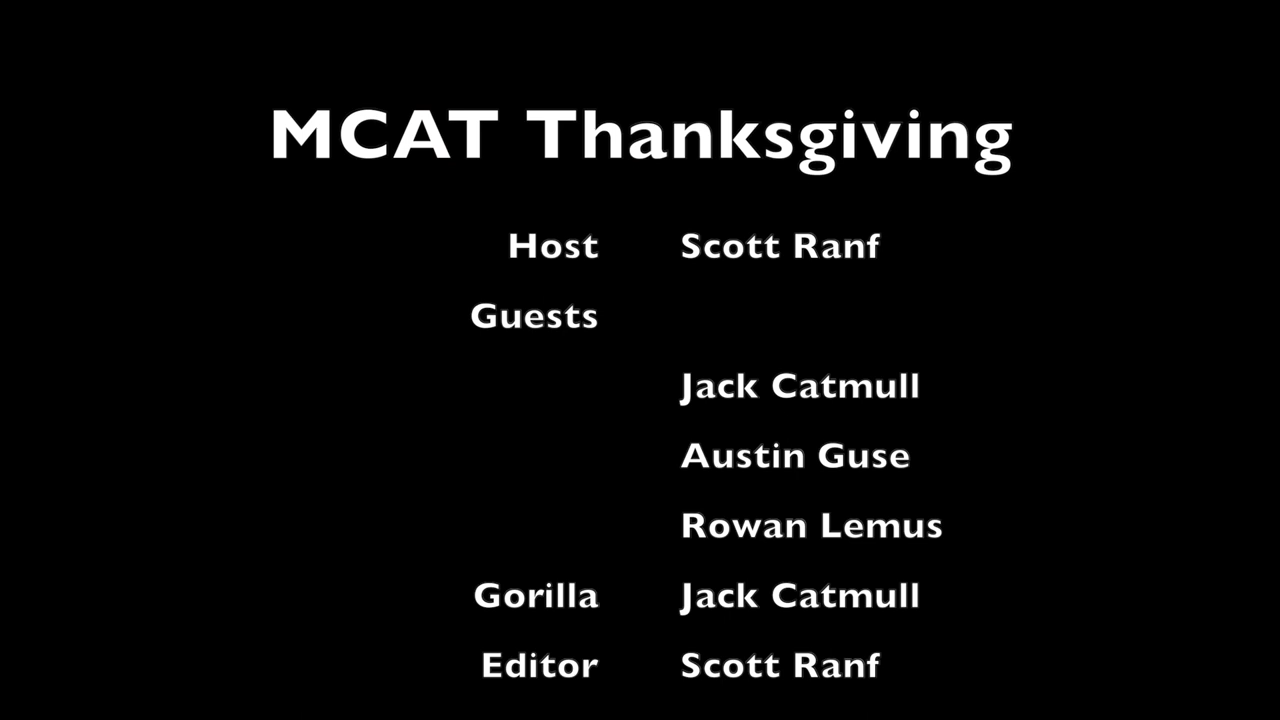 MCAT Thanksgiving
Host Scott Ranf
Guests
Jack Catmull
Austin Guse
Rowan Lemus
Gorilla Jack Catmull
Editor Scott Ranf